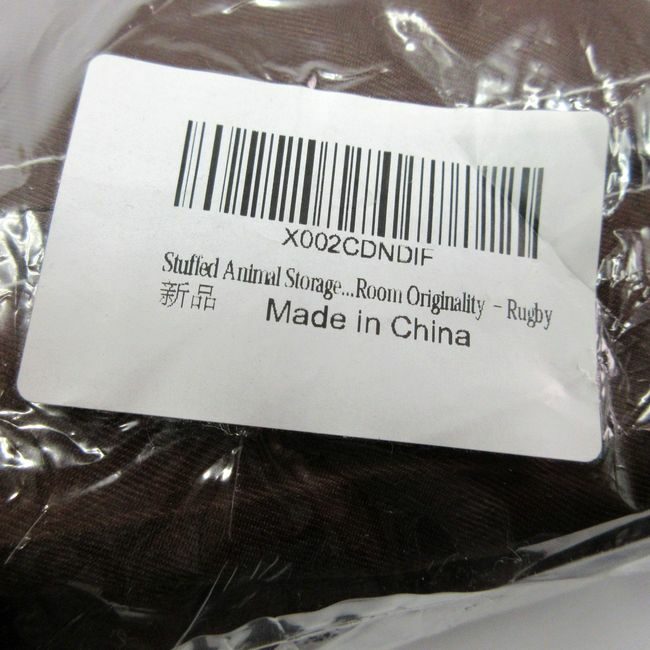 X002CDNDIF
Stuffed Animal Storage...Room Originality - Rugby
新品
Made in China